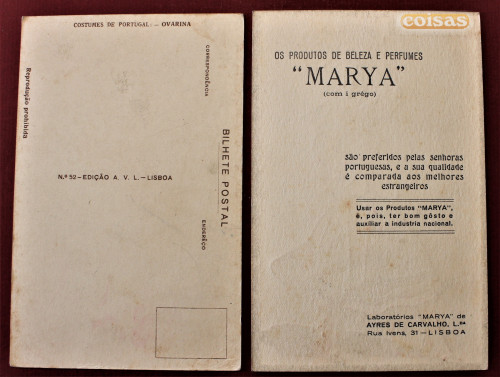 COSTUMES DE PORTUGAL: – OVARINA
Reprodução prohibida
CORRESPONDÊNCIA
BILHETE POSTAL
N.º 52 – EDIÇÃO A. V. L. – LISBOA
ENDERÊÇO
coisas
OS PRODUTOS DE BELEZA E PERFUMES
"MARYA"
(com i grégo)
são preferidos pelas senhoras
portuguesas, e a sua qualidade
é comparada aos melhores
estrangeiros
Usar os Produtos "MARYA",
é, pois, ter bom gôsto e
auxiliar a industria nacional.
Laboratórios "MARYA" de
AYRES DE CARVALHO, L.da
Rua Ivens, 31 – LISBOA